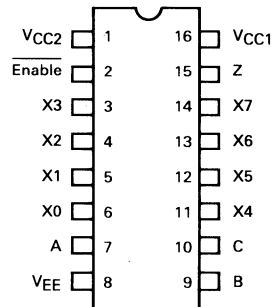 VCC2 1 16 VCC1
Enable 2 15 Z
X3 3 14 X7
X2 4 13 X6
X1 5 12 X5
X0 6 11 X4
A 7 10 C
VEE 8 9 B